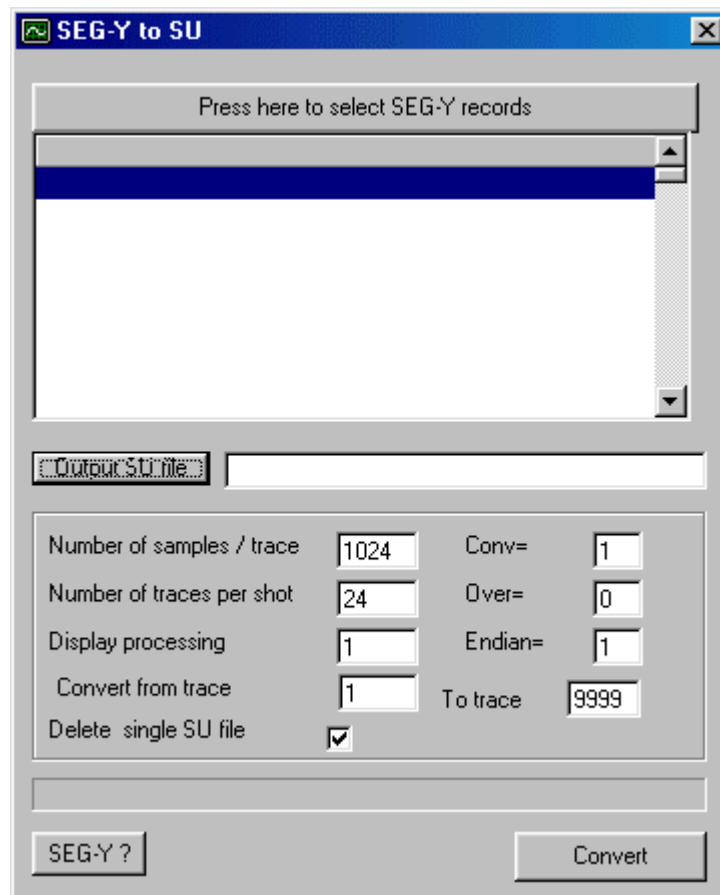 SEG-Y to SU
Press here to select SEG-Y records
Output SU file
Number of samples / trace 1024 Conv= 1
Number of traces per shot 24 Over= 0
Display processing 1 Endian= 1
Convert from trace 1 To trace 9999
Delete single SU file
SEG-Y ? Convert